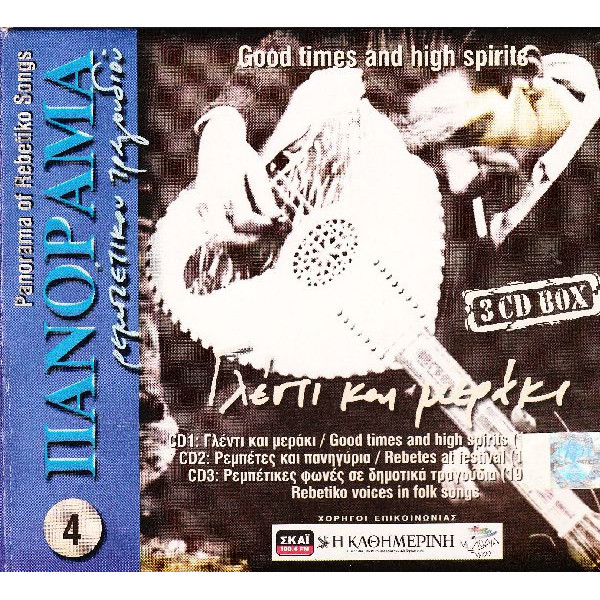 Good times and high spirits
Panorama of Rebetiko Songs
ΠΑΝΟΡΑΜΑ
ρεμπέτικου τραγουδιού
3 CD BOX
Γλέντι και μεράκι
CD1: Γλέντι και μεράκι / Good times and high spirits (
CD2: Ρεμπέτες και πανηγύρια / Rebetes at festival (1
CD3: Ρεμπέτικες φωνές σε δημοτικά τραγούδια (19
Rebetiko voices in folk songs
4
ΧΟΡΗΓΟΙ ΕΠΙΚΟΙΝΩΝΙΑΣ
ΣΚΑΪ
100.4 FM
Η ΚΑΘΗΜΕΡΙΝΗ